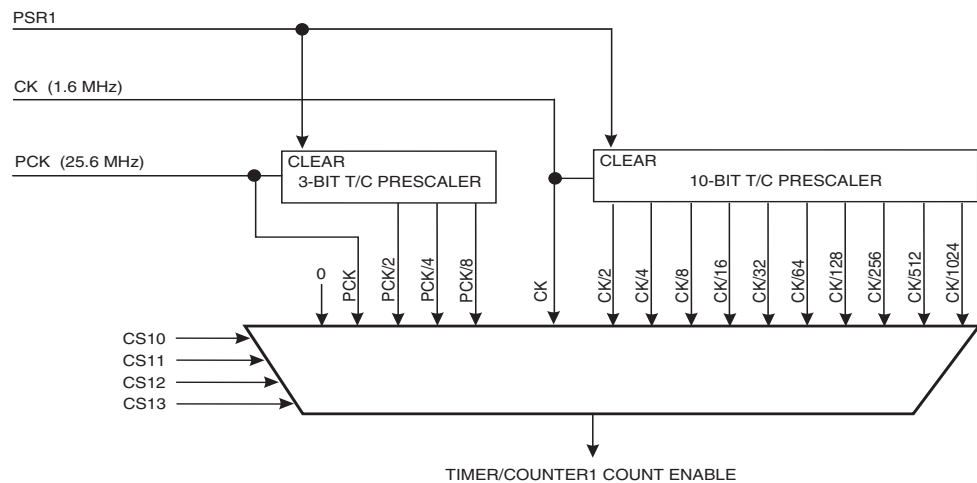 PSR1
CK (1.6 MHz)
PCK (25.6 MHz)
CLEAR
3-BIT T/C PRESCALER
CLEAR
10-BIT T/C PRESCALER
0
PCK
PCK/2
PCK/4
PCK/8
CK
CK/2
CK/4
CK/8
CK/16
CK/32
CK/64
CK/128
CK/256
CK/512
CK/1024
CS10
CS11
CS12
CS13
TIMER/COUNTER1 COUNT ENABLE